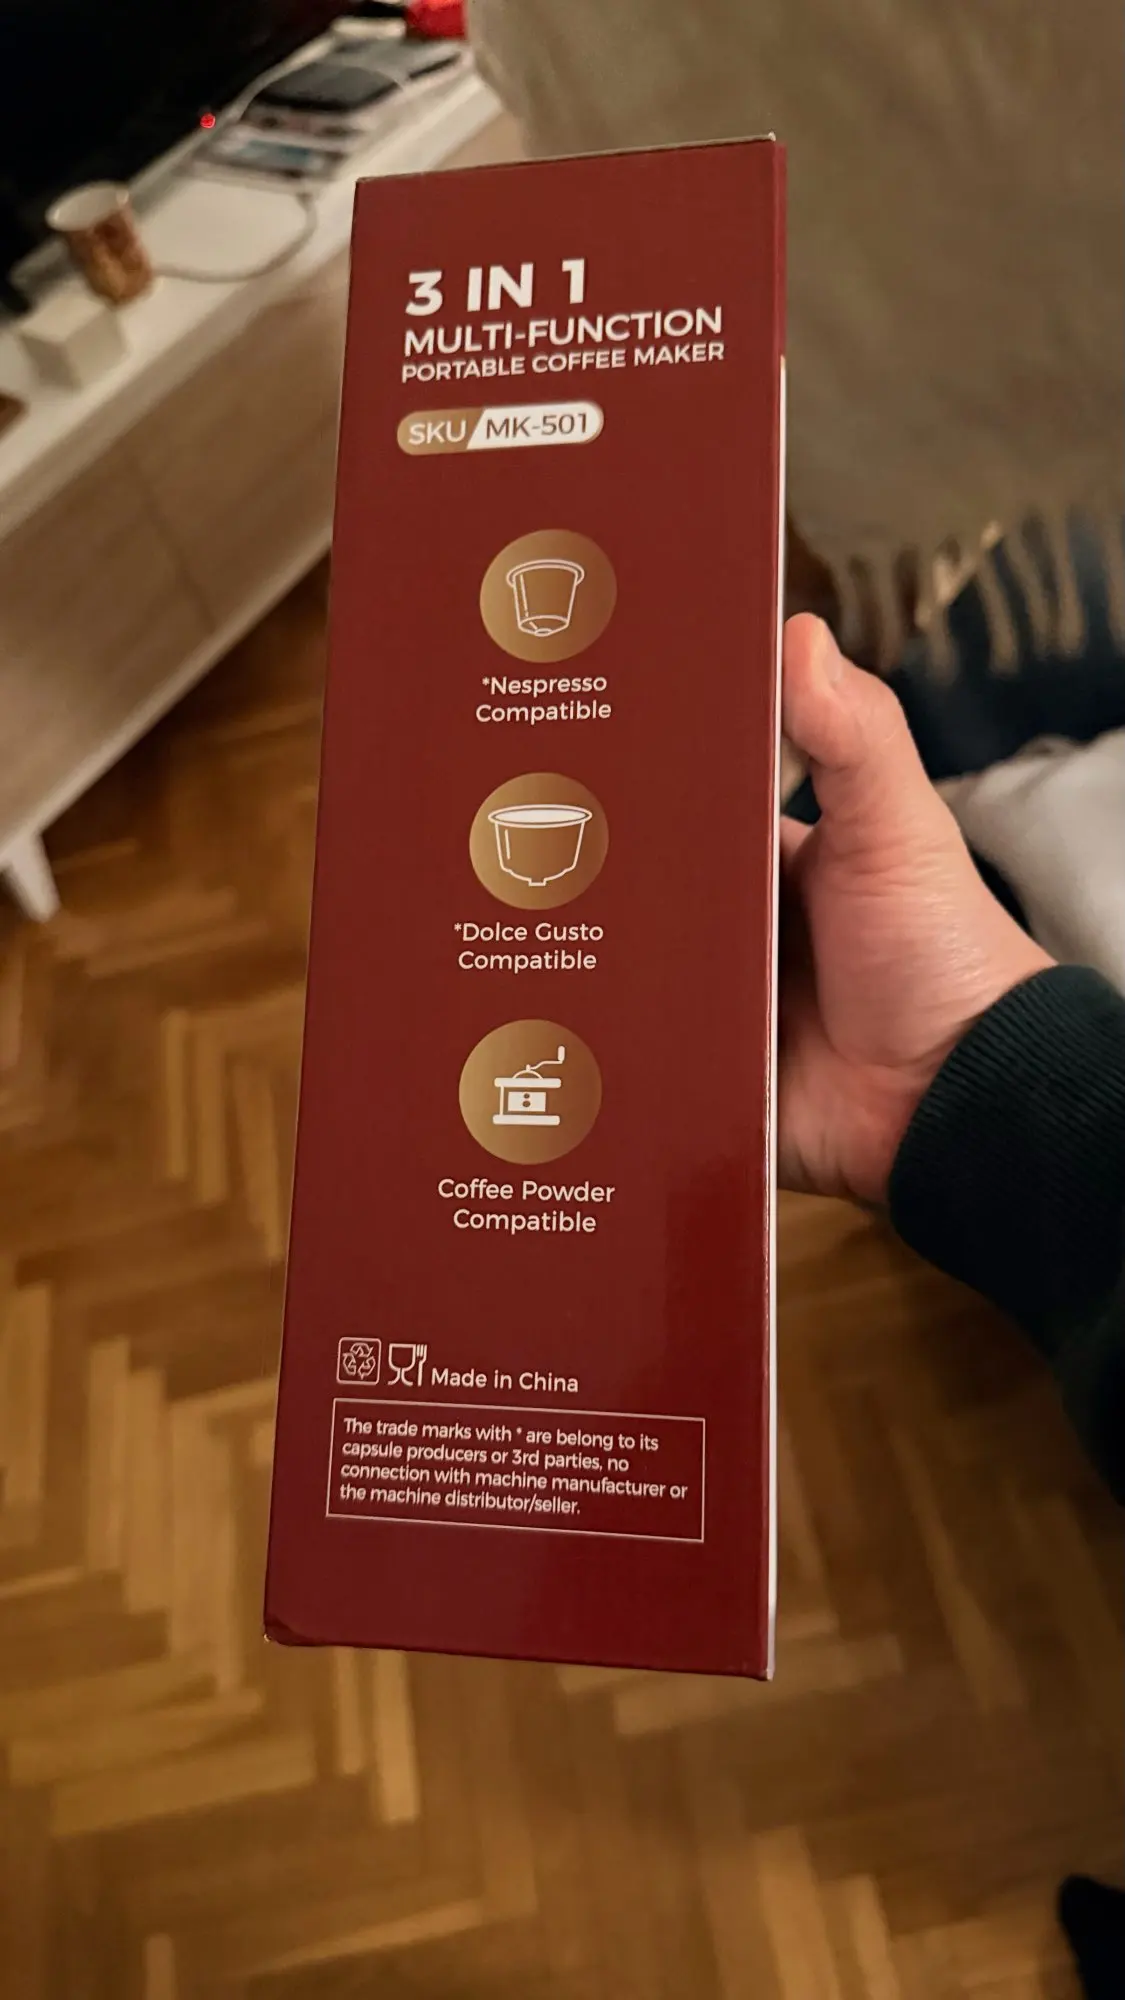 3 IN 1
MULTI-FUNCTION
PORTABLE COFFEE MAKER
SKU MK-501
*Nespresso
Compatible
*Dolce Gusto
Compatible
Coffee Powder
Compatible
Made in China
The trade marks with * are belong to its
capsule producers or 3rd parties, no
connection with machine manufacturer or
the machine distributor/seller.